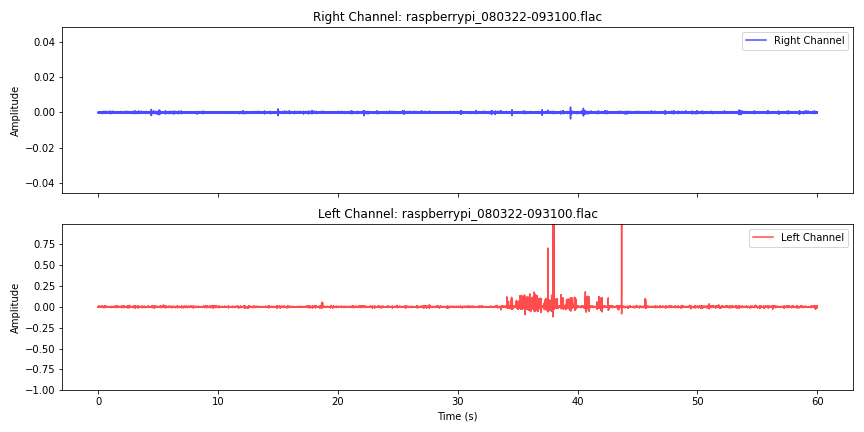 Right Channel: raspberrypi_080322-093100.flac
Right Channel
Amplitude
0.04
0.02
0.00
−0.02
−0.04
Left Channel: raspberrypi_080322-093100.flac
Left Channel
Amplitude
0.75
0.50
0.25
0.00
−0.25
−0.50
−0.75
−1.00
0 10 20 30 40 50 60
Time (s)